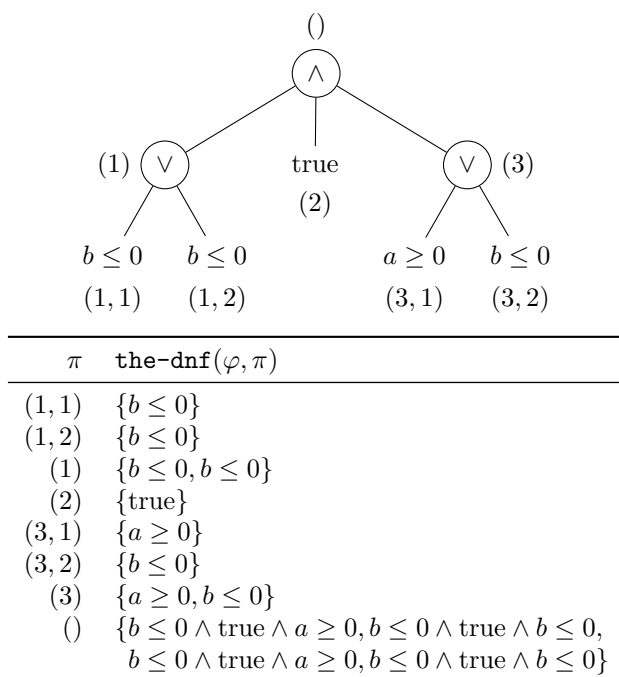 ()
∧
(1) ∨ true ∨ (3)
(2)
b ≤ 0 b ≤ 0 a ≥ 0 b ≤ 0
(1, 1) (1, 2) (3, 1) (3, 2)
π the-dnf(φ, π)
(1, 1) {b ≤ 0}
(1, 2) {b ≤ 0}
(1) {b ≤ 0, b ≤ 0}
(2) {true}
(3, 1) {a ≥ 0}
(3, 2) {b ≤ 0}
(3) {a ≥ 0, b ≤ 0}
() {b ≤ 0 ∧ true ∧ a ≥ 0, b ≤ 0 ∧ true ∧ b ≤ 0,
b ≤ 0 ∧ true ∧ a ≥ 0, b ≤ 0 ∧ true ∧ b ≤ 0}